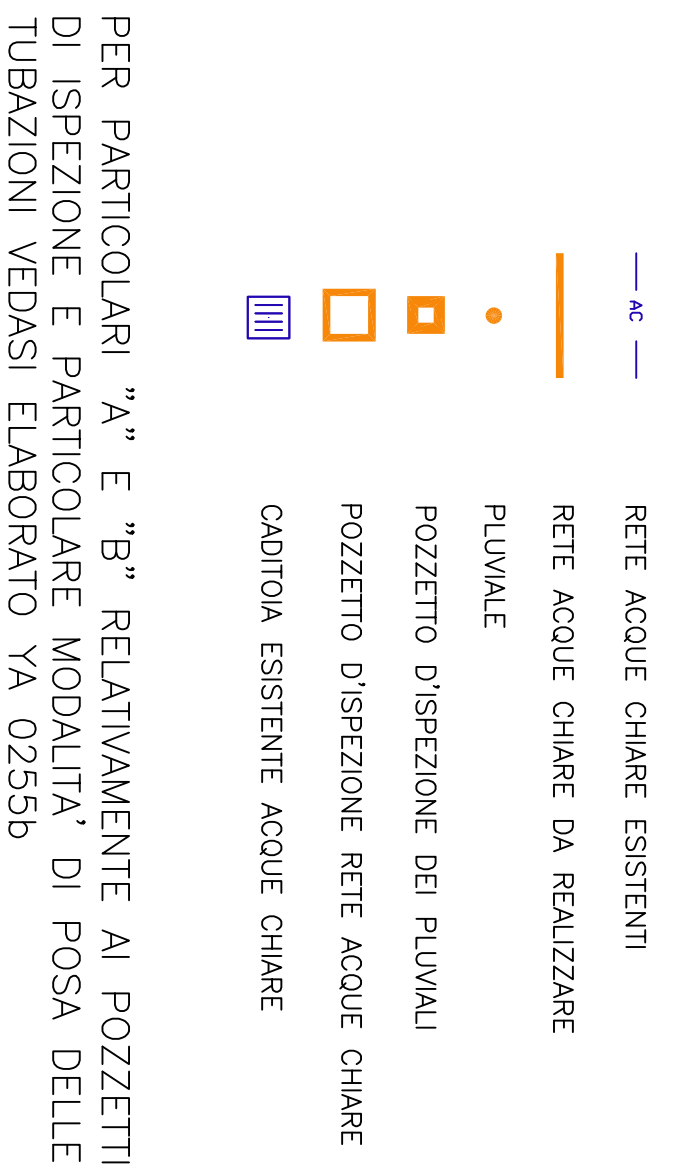 AC
RETE ACQUE CHIARE ESISTENTI
RETE ACQUE CHIARE DA REALIZZARE
PLUVIALE
POZZETTO D'ISPEZIONE DEI PLUVIALI
POZZETTO D'ISPEZIONE RETE ACQUE CHIARE
CADITOIA ESISTENTE ACQUE CHIARE
PER PARTICOLARI "A" E "B" RELATIVAMENTE AI POZZETTI
DI ISPEZIONE E PARTICOLARE MODALITA' DI POSA DELLE
TUBAZIONI VEDASI ELABORATO YA 0255b